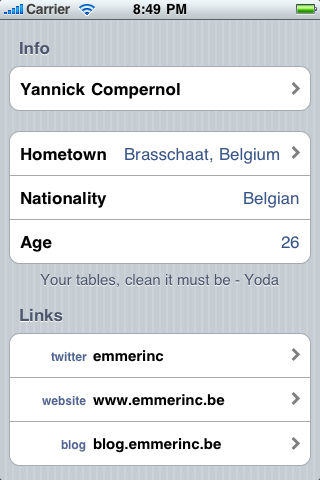 Carrier 8:49 PM
Info
Yannick Compernol
Hometown Brasschaat, Belgium
Nationality Belgian
Age 26
Your tables, clean it must be - Yoda
Links
twitter emmerinc
website www.emmerinc.be
blog blog.emmerinc.be